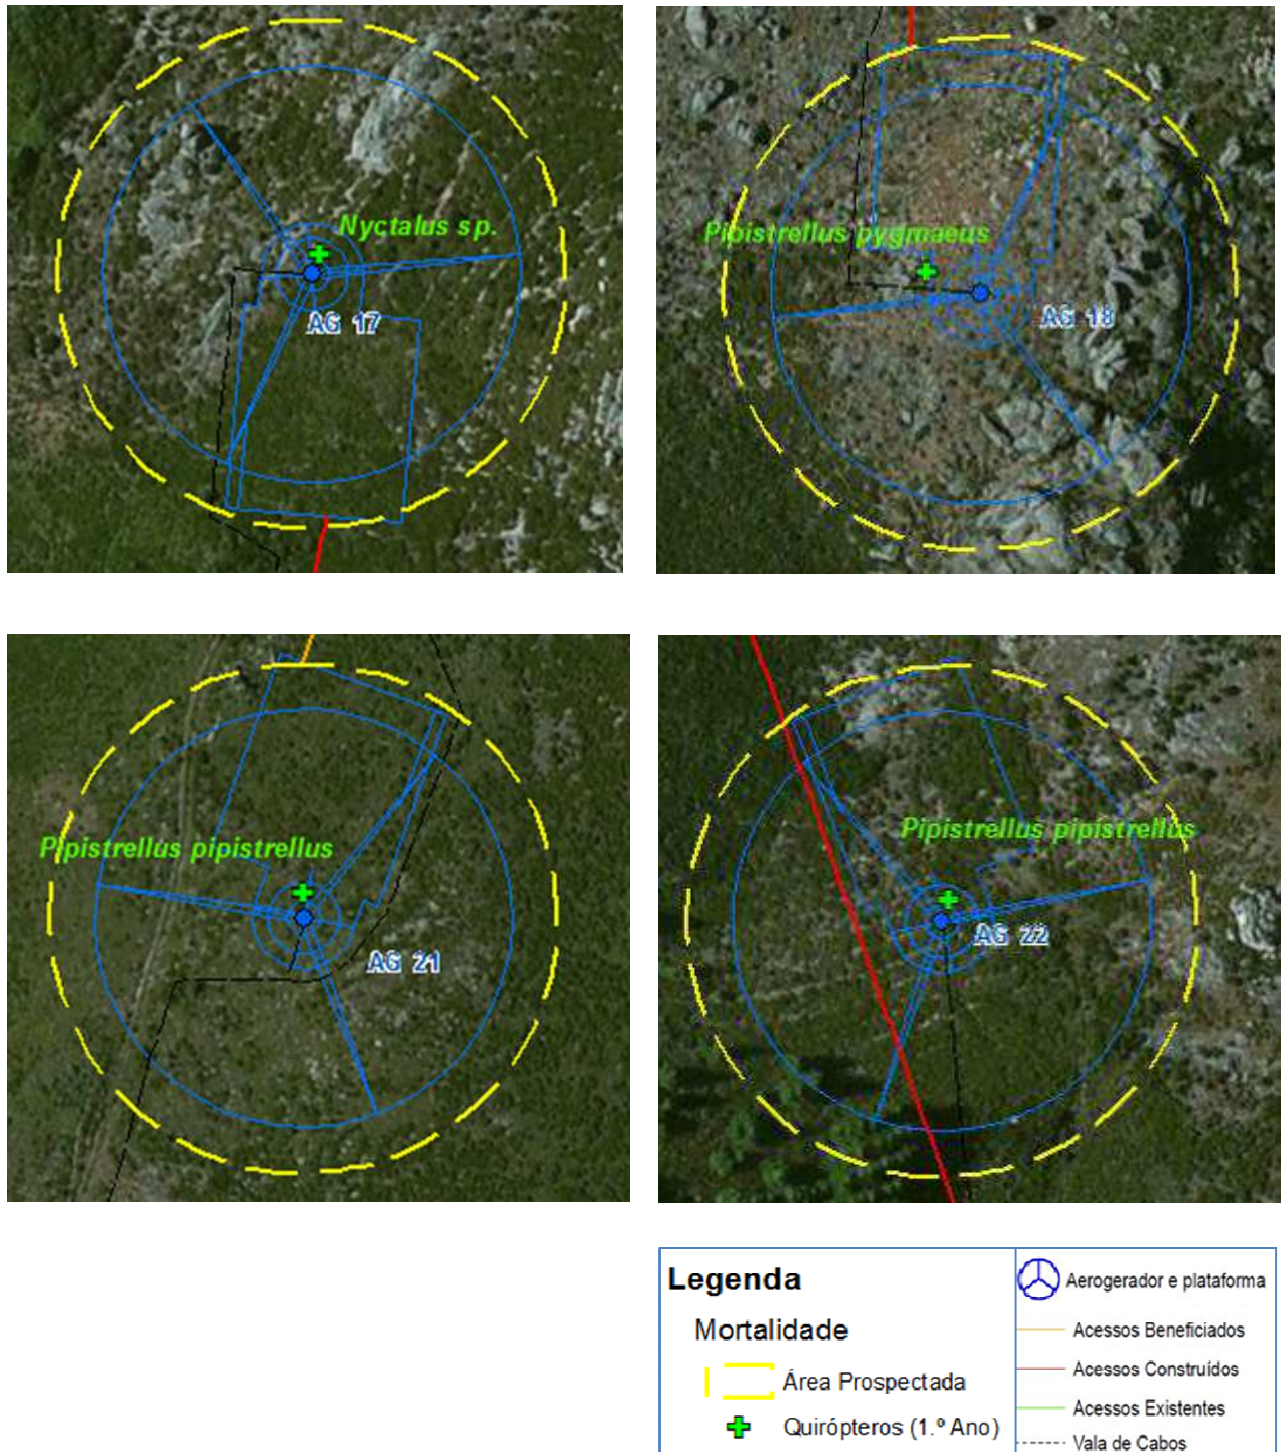 Nyctalus sp.
AG 17
Pipistrellus pygmaeus
AG 18
Pipistrellus pipistrellus
AG 21
Pipistrellus pipistrellus
AG 22
Legenda
Mortalidade
Área Prospectada
Quirópteros (1.º Ano)
Aerogerador e plataforma
Acessos Beneficiados
Acessos Construídos
Acessos Existentes
Vala de Cabos